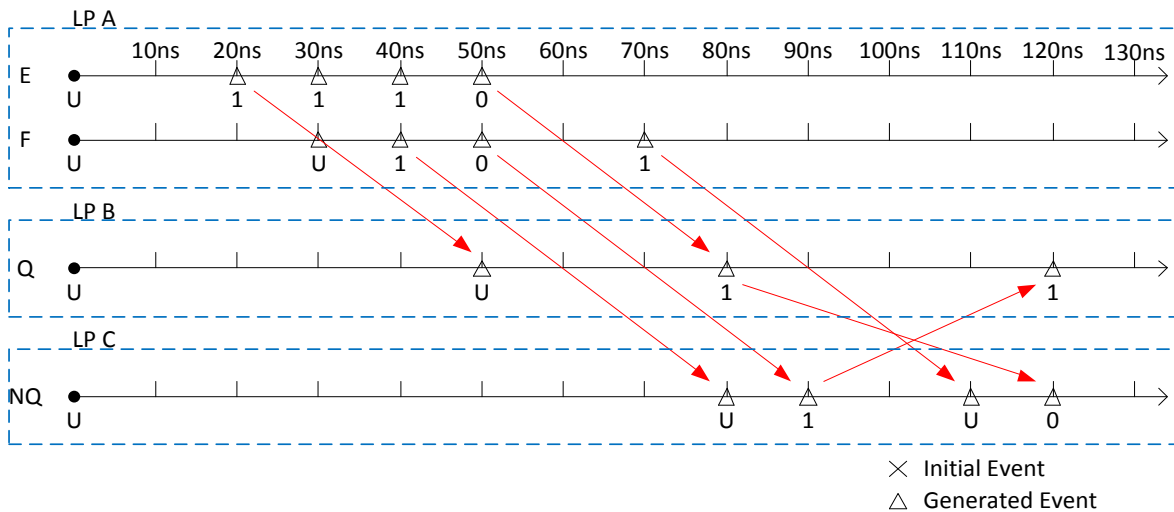 LP A
10ns 20ns 30ns 40ns 50ns 60ns 70ns 80ns 90ns 100ns 110ns 120ns 130ns
E
U 1 1 1 0
F
U U 1 0 1
LP B
Q
U U 1 1
LP C
NQ
U U 1 U 0
Initial Event
Generated Event